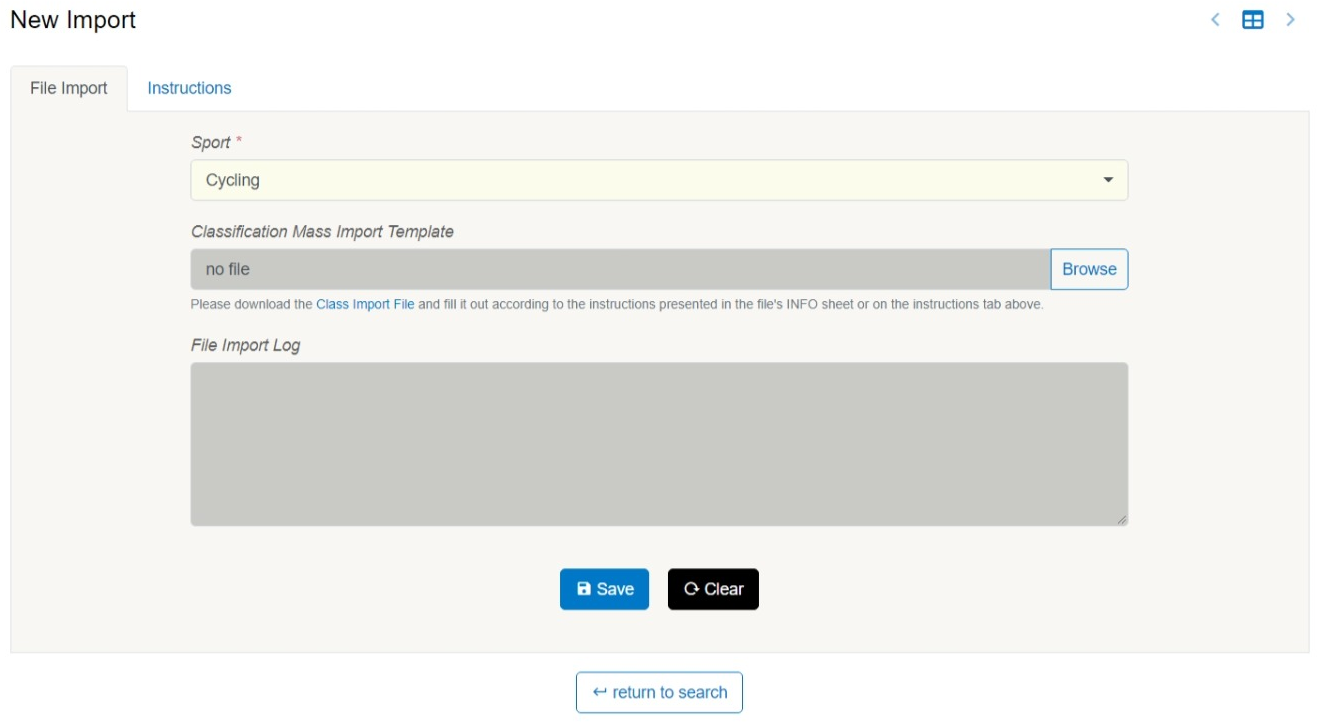 New Import
File Import Instructions
Sport *
Cycling
Classification Mass Import Template
no file Browse
Please download the Class Import File and fill it out according to the instructions presented in the file's INFO sheet or on the instructions tab above.
File Import Log
Save Clear
return to search